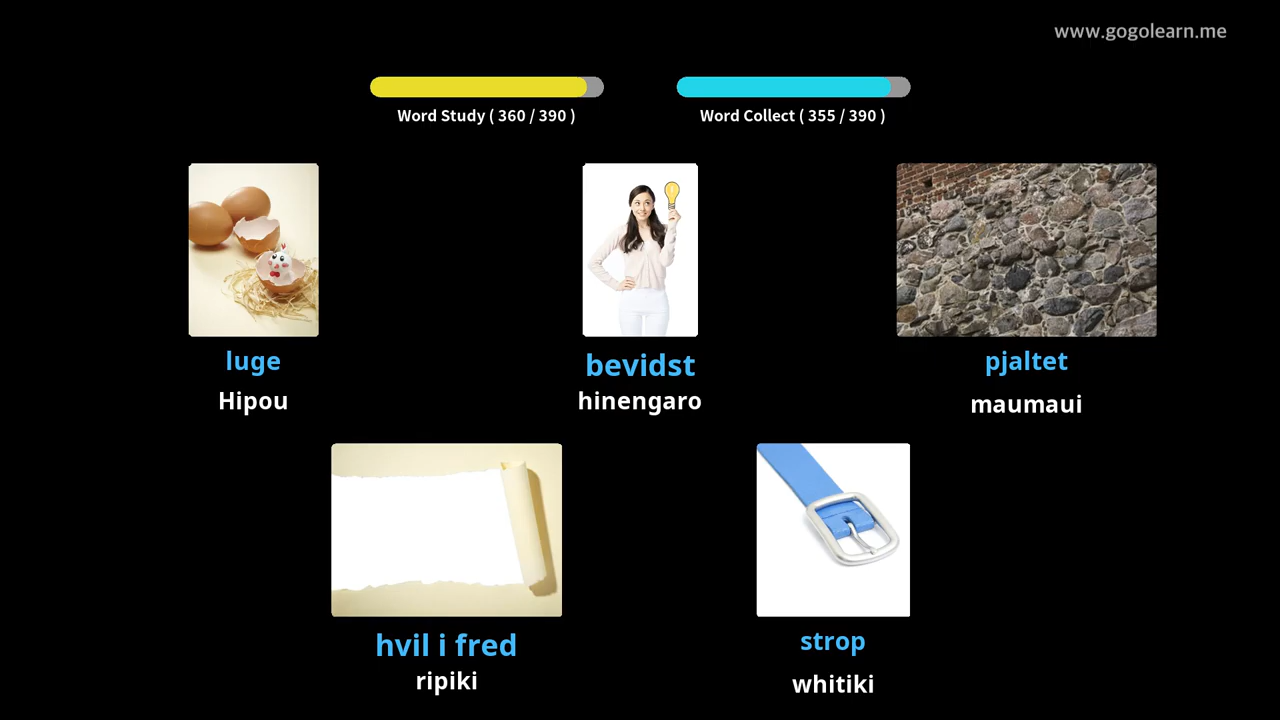 www.gogolearn.me
Word Study ( 360 / 390 )
Word Collect ( 355 / 390 )
luge
Hipou
bevidst
hinengaro
pjaltet
maumaui
hvil i fred
ripiki
strop
whitiki